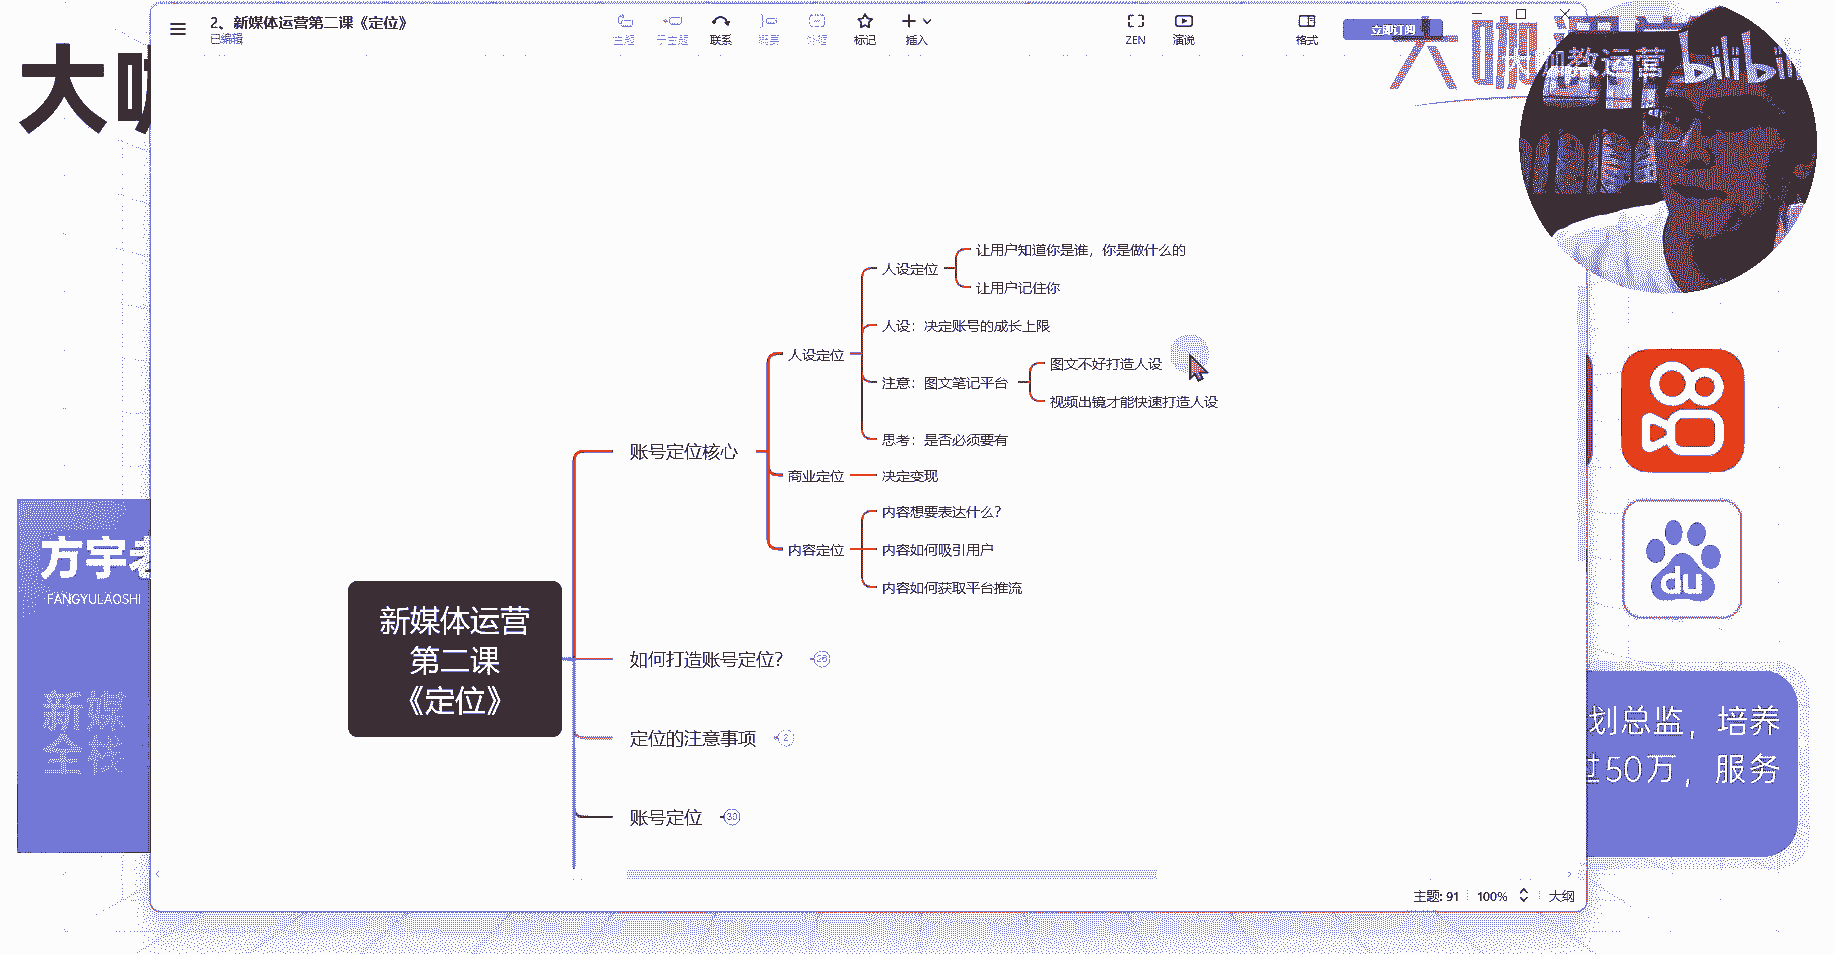 2、新媒体运营第二课《定位》
已编辑
主题
子主题
联系
概要
外框
标记
插入
ZEN
演说
格式
立即订阅
大咖
教运营
bilibili
大咖
方宇老
FANGYULAOSHI
新媒
全栈
让用户知道你是谁，你是做什么的
人设定位
让用户记住你
人设：决定账号的成长上限
人设定位
图文不好打造人设
注意：图文笔记平台
视频出镜才能快速打造人设
思考：是否必须要有
账号定位核心
商业定位
决定变现
内容想要表达什么？
内容定位
内容如何吸引用户
内容如何获取平台推流
新媒体运营
第二课
《定位》
如何打造账号定位？
26
定位的注意事项
2
账号定位
30
du
划总监，培养
过50万，服务
主题: 91
100%
大纲